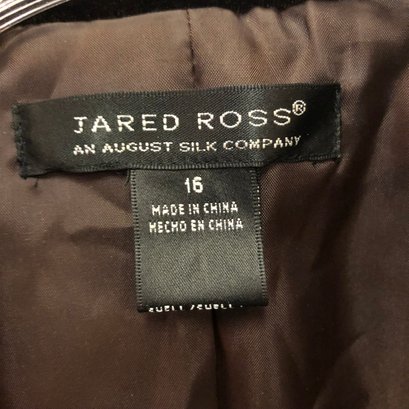 JARED ROSS®
AN AUGUST SILK COMPANY
16
MADE IN CHINA
HECHO EN CHINA